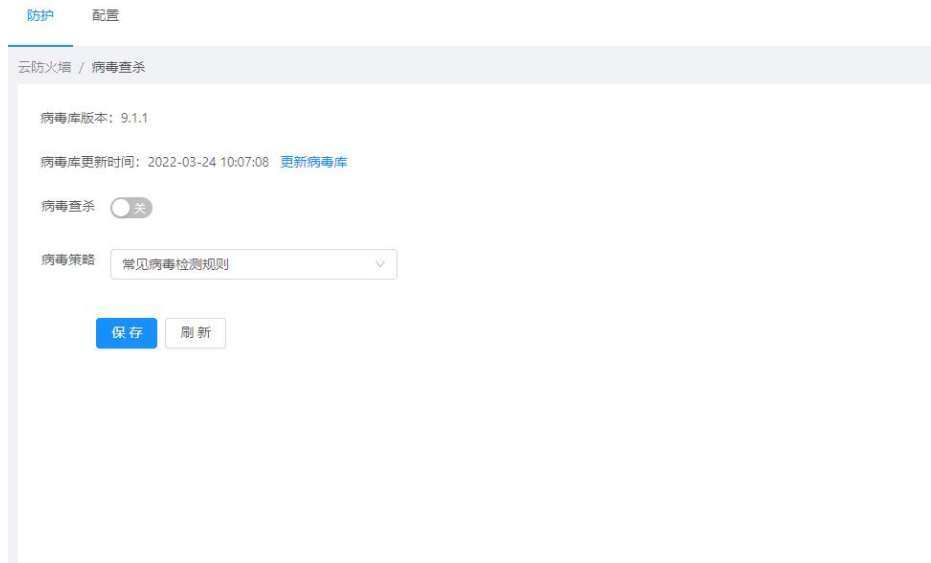 防护 配置
云防火墙 / 病毒查杀
病毒库版本：9.1.1
病毒库更新时间：2022-03-24 10:07:08 更新病毒库
病毒查杀 关
病毒策略 常见病毒检测规则
保存 刷新